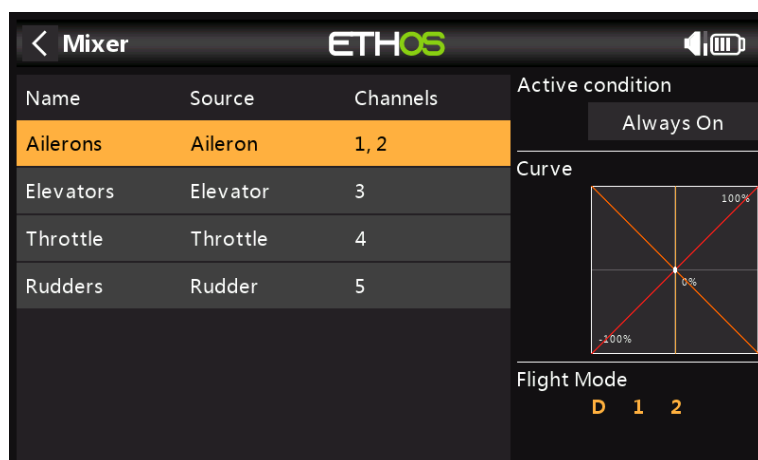 Mixer
ETHOS
Name Source Channels
Ailerons Aileron 1, 2
Elevators Elevator 3
Throttle Throttle 4
Rudders Rudder 5
Active condition
Always On
Curve
100%
0%
-100%
Flight Mode
D 1 2